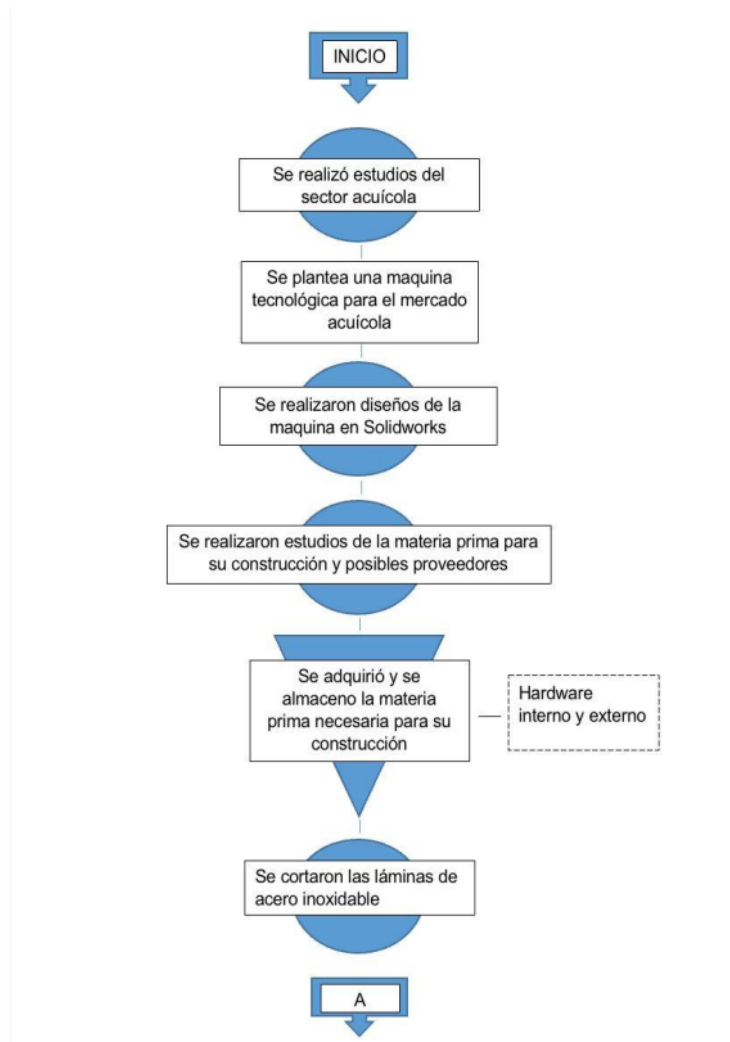 INICIO
Se realizó estudios del
sector acuícola
Se plantea una maquina
tecnológica para el mercado
acuícola
Se realizaron diseños de la
maquina en Solidworks
Se realizaron estudios de la materia prima para
su construcción y posibles proveedores
Se adquirió y se
almaceno la materia
prima necesaria para su
construcción
Hardware
interno y externo
Se cortaron las láminas de
acero inoxidable
A